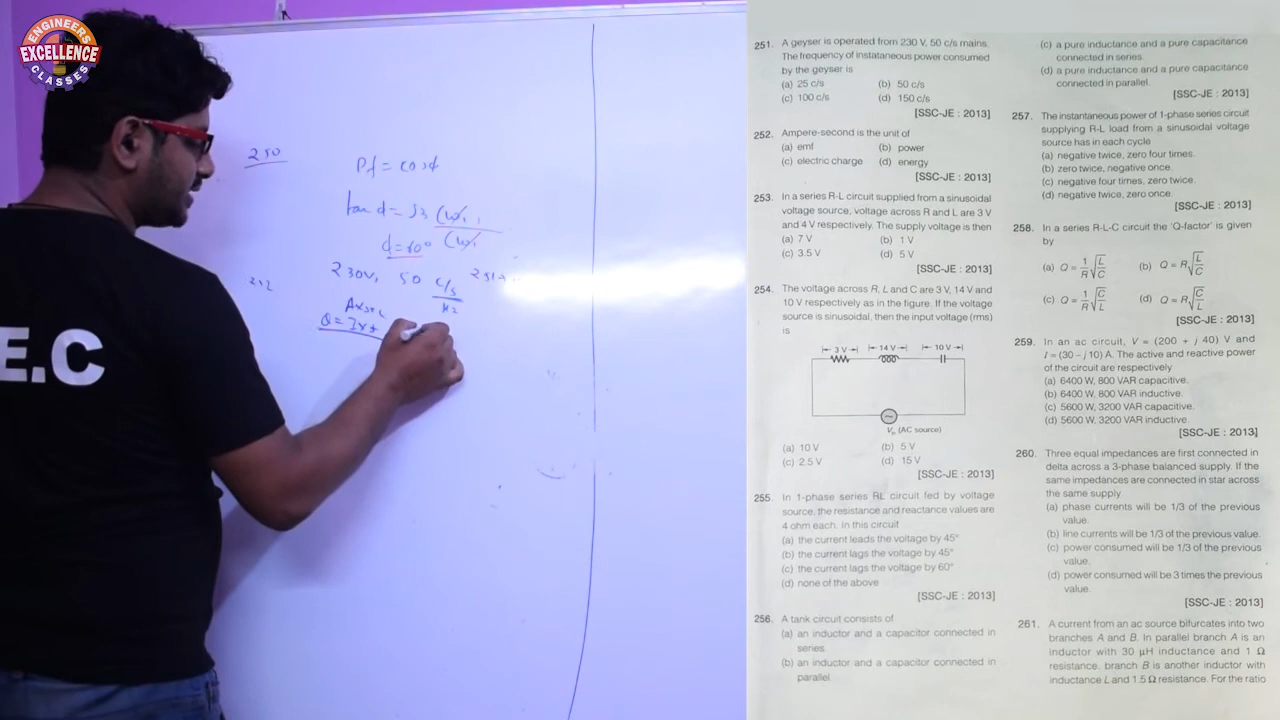 ENGINEERS
EXCELLENCE
CLASSES
E.C
250
Pf = cosϕ
230V, 50 c/s
Hz
Axsec
Q = I x t
251. A geyser is operated from 230 V, 50 c/s mains.
The frequency of instataneous power consumed
by the geyser is
(a) 25 c/s (b) 50 c/s
(c) 100 c/s (d) 150 c/s
[SSC-JE : 2013]
252. Ampere-second is the unit of
(a) emf (b) power
(c) electric charge (d) energy
[SSC-JE : 2013]
253. In a series R-L circuit supplied from a sinusoidal
voltage source, voltage across R and L are 3 V
and 4 V respectively. The supply voltage is then
(a) 7 V (b) 1 V
(c) 3.5 V (d) 5 V
[SSC-JE : 2013]
254. The voltage across R, L and C are 3 V, 14 V and
10 V respectively as in the figure. If the voltage
source is sinusoidal, then the input voltage (rms)
is
3 V 14 V 10 V
(AC source)
(a) 10 V (b) 5 V
(c) 2.5 V (d) 15 V
[SSC-JE : 2013]
255. In 1-phase series RL circuit fed by voltage
source, the resistance and reactance values are
4 ohm each. In this circuit
(a) the current leads the voltage by 45°
(b) the current lags the voltage by 45°
(c) the current lags the voltage by 60°
(d) none of the above
[SSC-JE : 2013]
256. A tank circuit consists of
(a) an inductor and a capacitor connected in
series.
(b) an inductor and a capacitor connected in
parallel.
(c) a pure inductance and a pure capacitance
connected in series.
(d) a pure inductance and a pure capacitance
connected in parallel.
[SSC-JE : 2013]
257. The instantaneous power of 1-phase series circuit
supplying R-L load from a sinusoidal voltage
source has in each cycle
(a) negative twice, zero four times.
(b) zero twice, negative once.
(c) negative four times, zero twice.
(d) negative twice, zero once.
[SSC-JE : 2013]
258. In a series R-L-C circuit the 'Q-factor' is given
by
(a) Q = 1/R √(L/C) (b) Q = R√(L/C)
(c) Q = 1/R √(C/L) (d) Q = R√(C/L)
[SSC-JE : 2013]
259. In an ac circuit, V = (200 + j 40) V and
I = (30 – j 10) A. The active and reactive power
of the circuit are respectively
(a) 6400 W, 800 VAR capacitive.
(b) 6400 W, 800 VAR inductive.
(c) 5600 W, 3200 VAR capacitive.
(d) 5600 W, 3200 VAR inductive.
[SSC-JE : 2013]
260. Three equal impedances are first connected in
delta across a 3-phase balanced supply. If the
same impedances are connected in star across
the same supply
(a) phase currents will be 1/3 of the previous
value.
(b) line currents will be 1/3 of the previous value.
(c) power consumed will be 1/3 of the previous
value.
(d) power consumed will be 3 times the previous
value.
[SSC-JE : 2013]
261. A current from an ac source bifurcates into two
branches A and B. In parallel branch A is an
inductor with 30 μH inductance and 1 Ω
resistance. branch B is another inductor with
inductance L and 1.5 Ω resistance. For the ratio